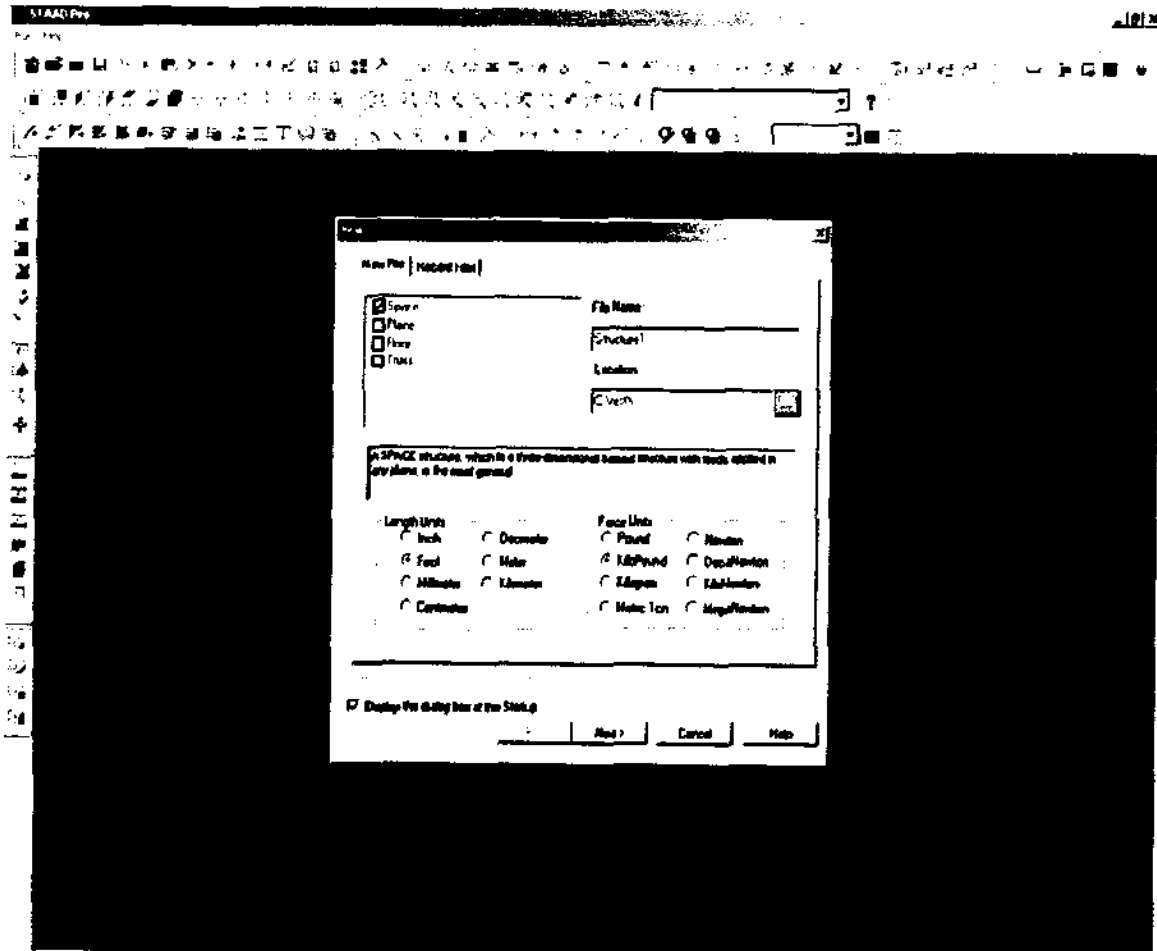 STAAD Pro
New File Recent Files
Space
Plane
Floor
Truss
File Name
Structure1
Location
A SPACE structure, which is a three-dimensional framed structure with loads applied in
any plane, is the most general
Length Units
Inch Decimeter
Foot Meter
Millimeter Kilometer
Centimeter
Force Units
Pound Newton
KiloPound DecaNewton
Kilogram KiloNewton
Metric Ton MegaNewton
Display this dialog box at the Startup
Next >
Cancel
Help